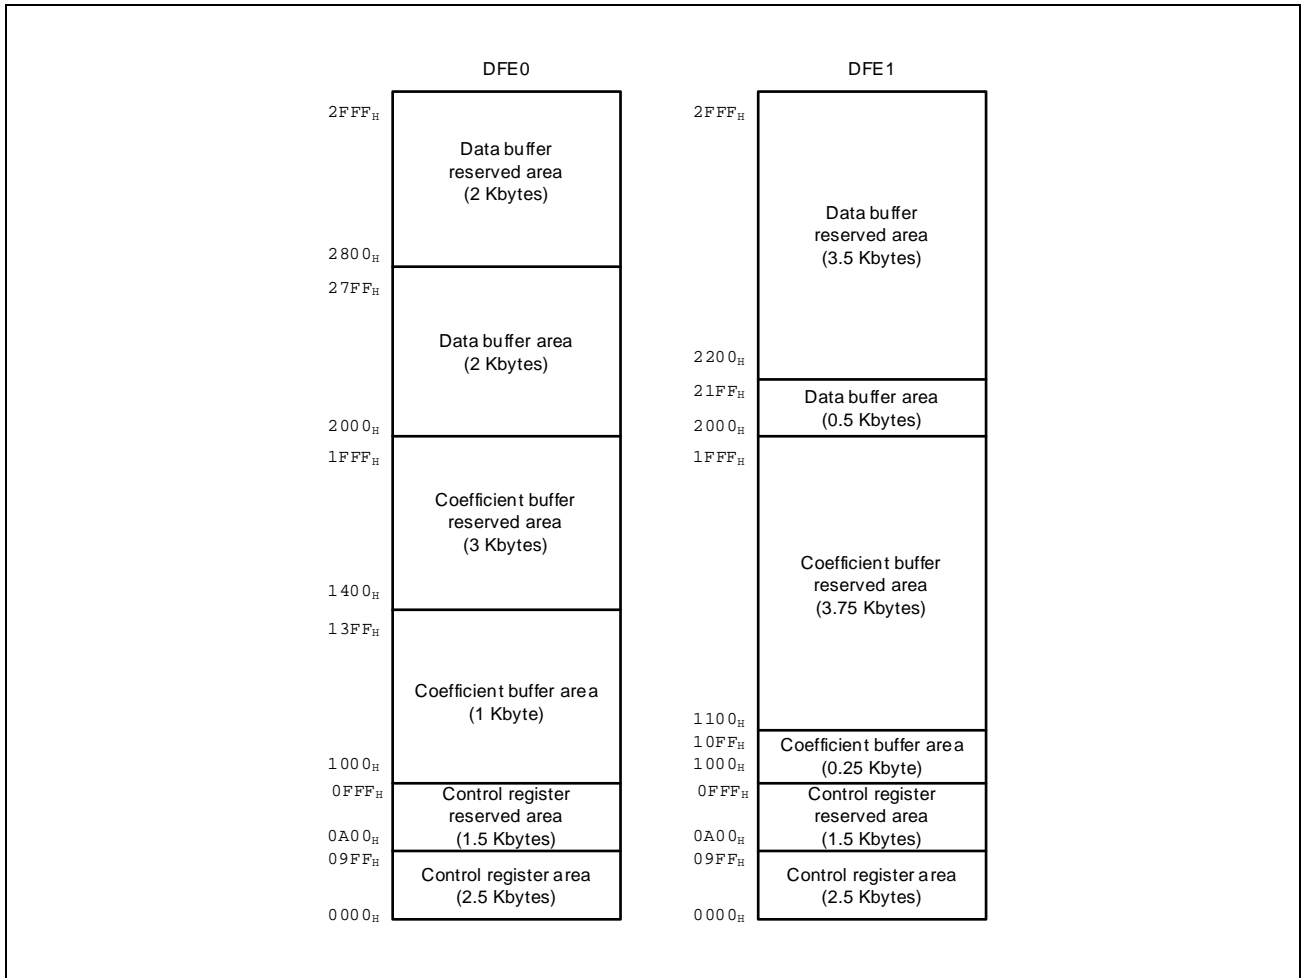 DFE0
2FFFH
Data buffer
reserved area
(2 Kbytes)
2800H
27FFH
Data buffer area
(2 Kbytes)
2000H
1FFFH
Coefficient buffer
reserved area
(3 Kbytes)
1400H
13FFH
Coefficient buffer area
(1 Kbyte)
1000H
0FFFH
Control register
reserved area
(1.5 Kbytes)
0A00H
09FFH
Control register area
(2.5 Kbytes)
0000H
DFE1
2FFFH
Data buffer
reserved area
(3.5 Kbytes)
2200H
21FFH
Data buffer area
(0.5 Kbytes)
2000H
1FFFH
Coefficient buffer
reserved area
(3.75 Kbytes)
1100H
10FFH
Coefficient buffer area
(0.25 Kbyte)
1000H
0FFFH
Control register
reserved area
(1.5 Kbytes)
0A00H
09FFH
Control register area
(2.5 Kbytes)
0000H